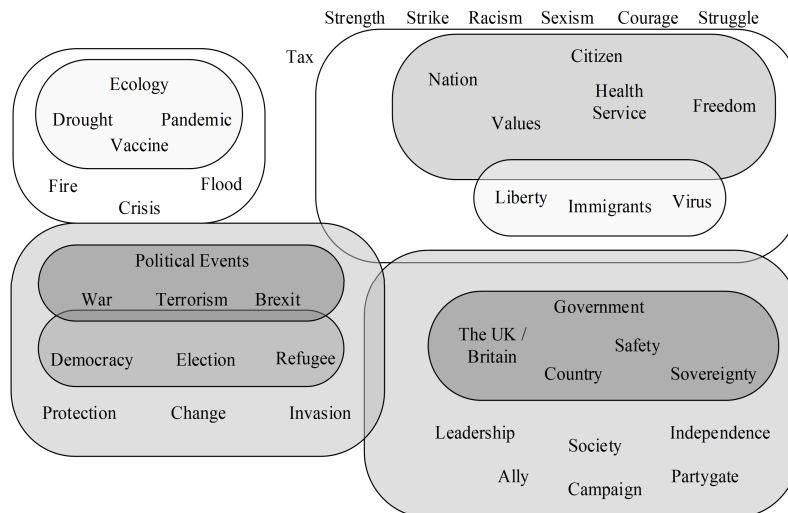 Strength Strike Racism Sexism Courage Struggle
Tax
Citizen
Nation
Health
Service
Freedom
Values
Liberty Immigrants Virus
Ecology
Drought Pandemic
Vaccine
Fire Flood
Crisis
Political Events
War Terrorism Brexit
Democracy Election Refugee
Protection Change Invasion
Government
The UK /
Britain
Safety
Country Sovereignty
Leadership Society Independence
Ally Campaign Partygate